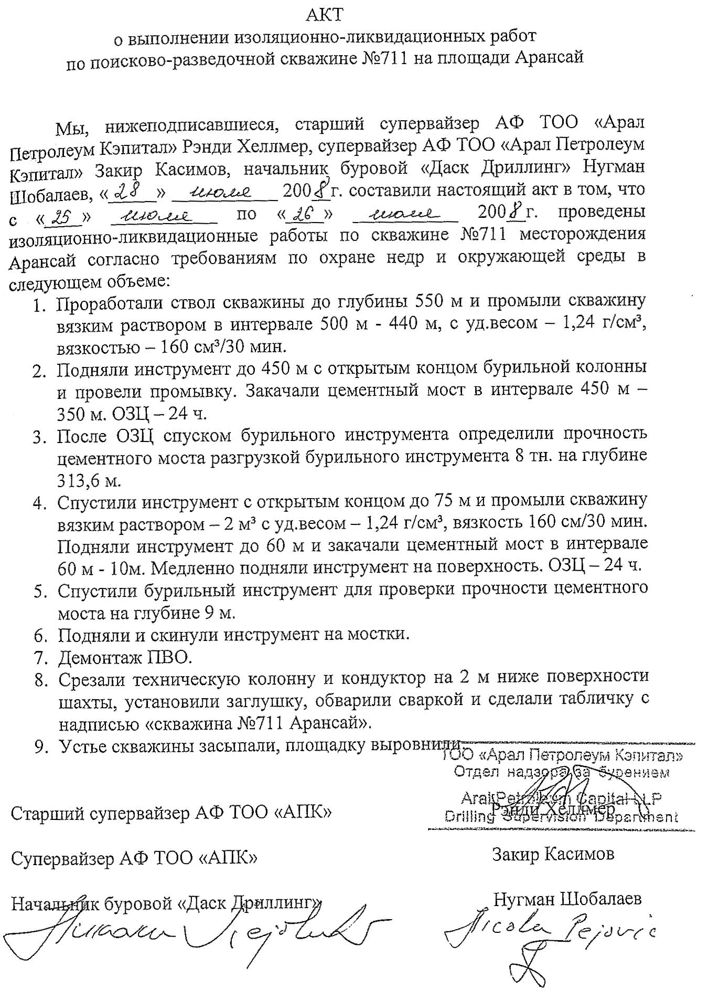 АКТ
о выполнении изоляционно-ликвидационных работ
по поисково-разведочной скважине №711 на площади Арансай
Мы, нижеподписавшиеся, старший супервайзер АФ ТОО «Арал
Петролеум Кэпитал» Рэнди Хеллмер, супервайзер АФ ТОО «Арал Петролеум
Кэпитал» Закир Касимов, начальник буровой «Даск Дриллинг» Нугман
Шобалаев, «28» июля 2008г. составили настоящий акт в том, что
с «25» июля по «26» июля 2008г. проведены
изоляционно-ликвидационные работы по скважине №711 месторождения
Арансай согласно требованиям по охране недр и окружающей среды в
следующем объеме:
1. Проработали ствол скважины до глубины 550 м и промыли скважину
вязким раствором в интервале 500 м - 440 м, с уд.весом – 1,24 г/см³,
вязкостью – 160 см³/30 мин.
2. Подняли инструмент до 450 м с открытым концом бурильной колонны
и провели промывку. Закачали цементный мост в интервале 450 м –
350 м. ОЗЦ – 24 ч.
3. После ОЗЦ спуском бурильного инструмента определили прочность
цементного моста разгрузкой бурильного инструмента 8 тн. на глубине
313,6 м.
4. Спустили инструмент с открытым концом до 75 м и промыли скважину
вязким раствором – 2 м³ с уд.весом – 1,24 г/см³, вязкость 160 см/30 мин.
Подняли инструмент до 60 м и закачали цементный мост в интервале
60 м - 10м. Медленно подняли инструмент на поверхность. ОЗЦ – 24 ч.
5. Спустили бурильный инструмент для проверки прочности цементного
моста на глубине 9 м.
6. Подняли и скинули инструмент на мостки.
7. Демонтаж ПВО.
8. Срезали техническую колонну и кондуктор на 2 м ниже поверхности
шахты, установили заглушку, обварили сваркой и сделали табличку с
надписью «скважина №711 Арансай».
9. Устье скважины засыпали, площадку выровнили.
ТОО «Арал Петролеум Кэпитал»
Отдел надзора за бурением
Aral Petroleum Capital LLP
Drilling Supervision Department
Старший супервайзер АФ ТОО «АПК» Рэнди Хеллмер
Супервайзер АФ ТОО «АПК» Закир Касимов
Начальник буровой «Даск Дриллинг» Нугман Шобалаев
Nicola Pejovic